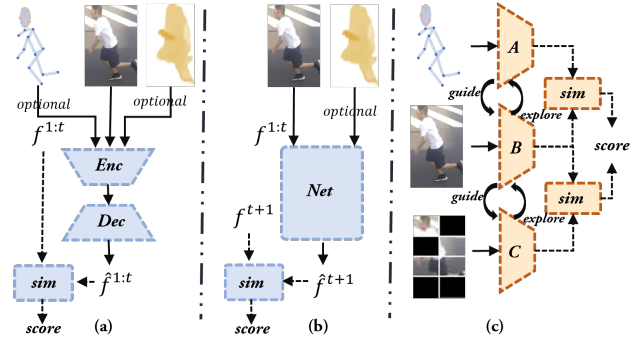 optional
optional
f^{1:t}
Enc
Dec
sim
f̂^{1:t}
score
(a)
optional
f^{1:t}
Net
f^{t+1}
sim
f̂^{t+1}
score
(b)
A
guide
explore
sim
B
score
guide
explore
sim
C
(c)